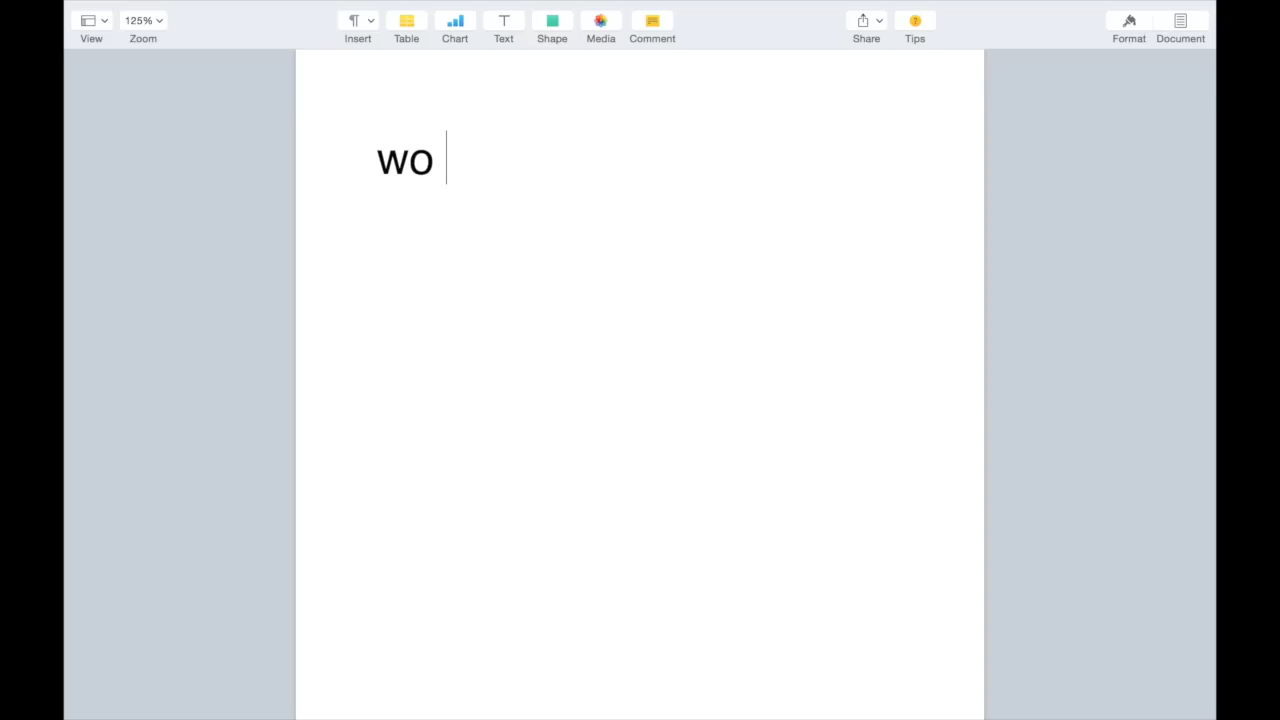 125%
View Zoom Insert Table Chart Text Shape Media Comment Share Tips Format Document
wo